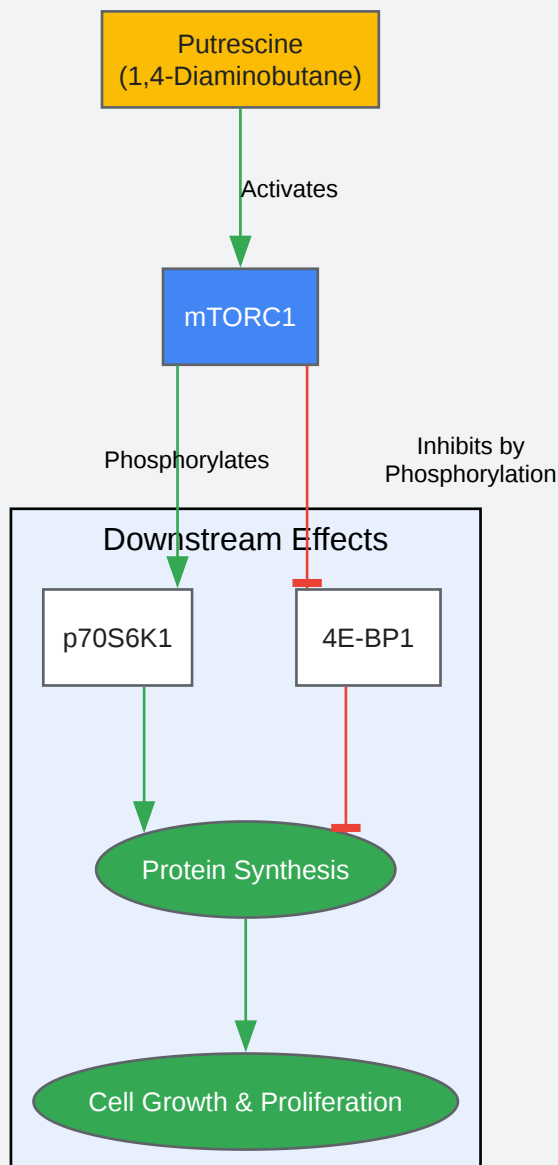 Putrescine
(1,4-Diaminobutane)
Activates
mTORC1
Phosphorylates
Inhibits by
Phosphorylation
Downstream Effects
p70S6K1
4E-BP1
Protein Synthesis
Cell Growth & Proliferation